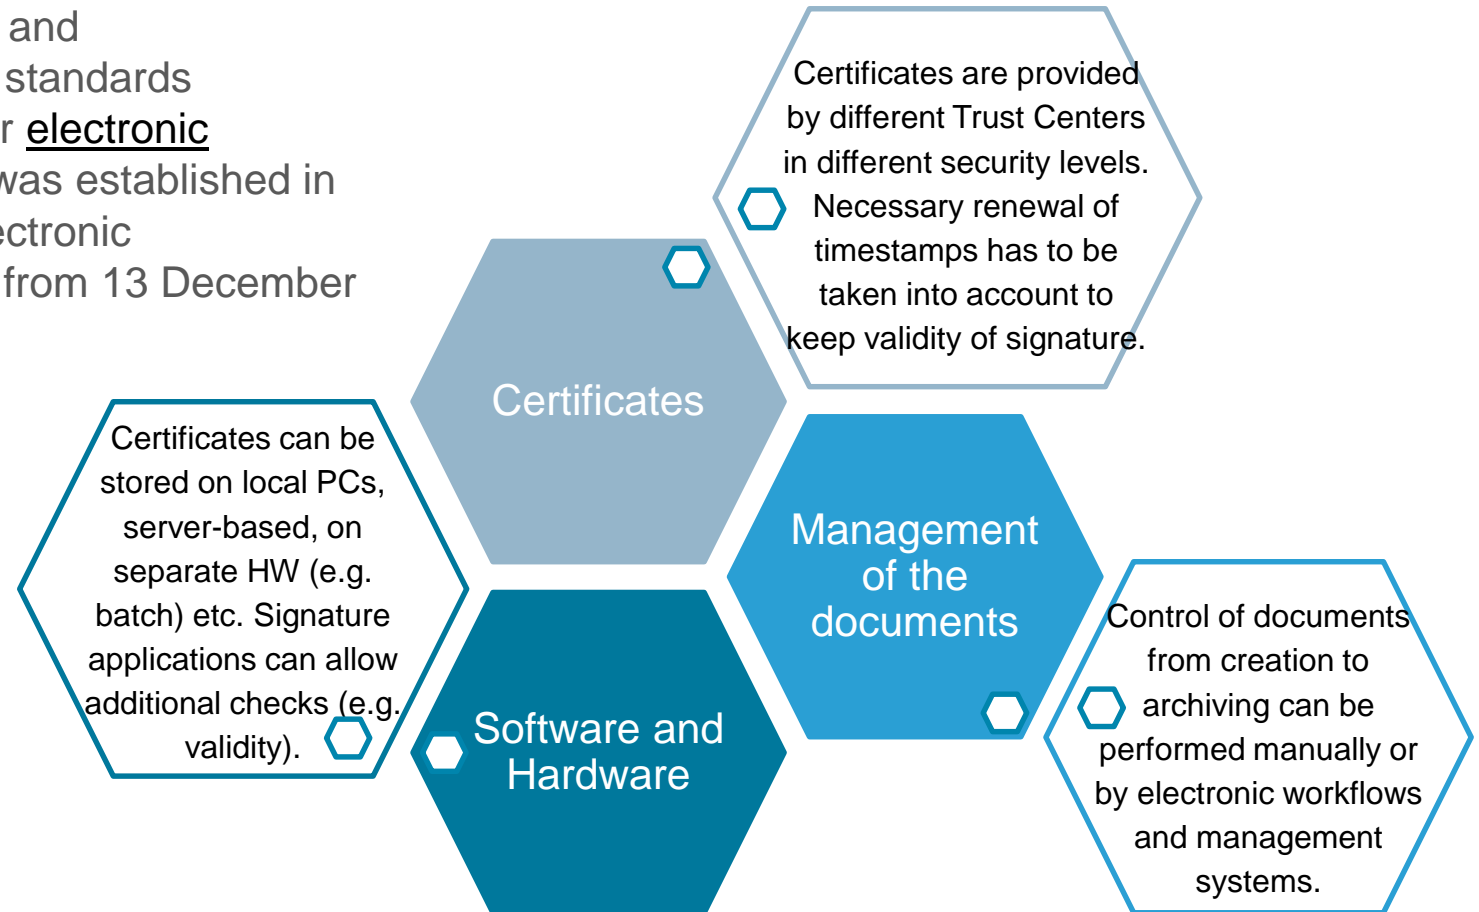 and
standards
r electronic
was established in
ectronic
from 13 December
Certificates are provided
by different Trust Centers
in different security levels.
Necessary renewal of
timestamps has to be
taken into account to
keep validity of signature.
Certificates
Certificates can be
stored on local PCs,
server-based, on
separate HW (e.g.
batch) etc. Signature
applications can allow
additional checks (e.g.
validity).
Management
of the
documents
Software and
Hardware
Control of documents
from creation to
archiving can be
performed manually or
by electronic workflows
and management
systems.